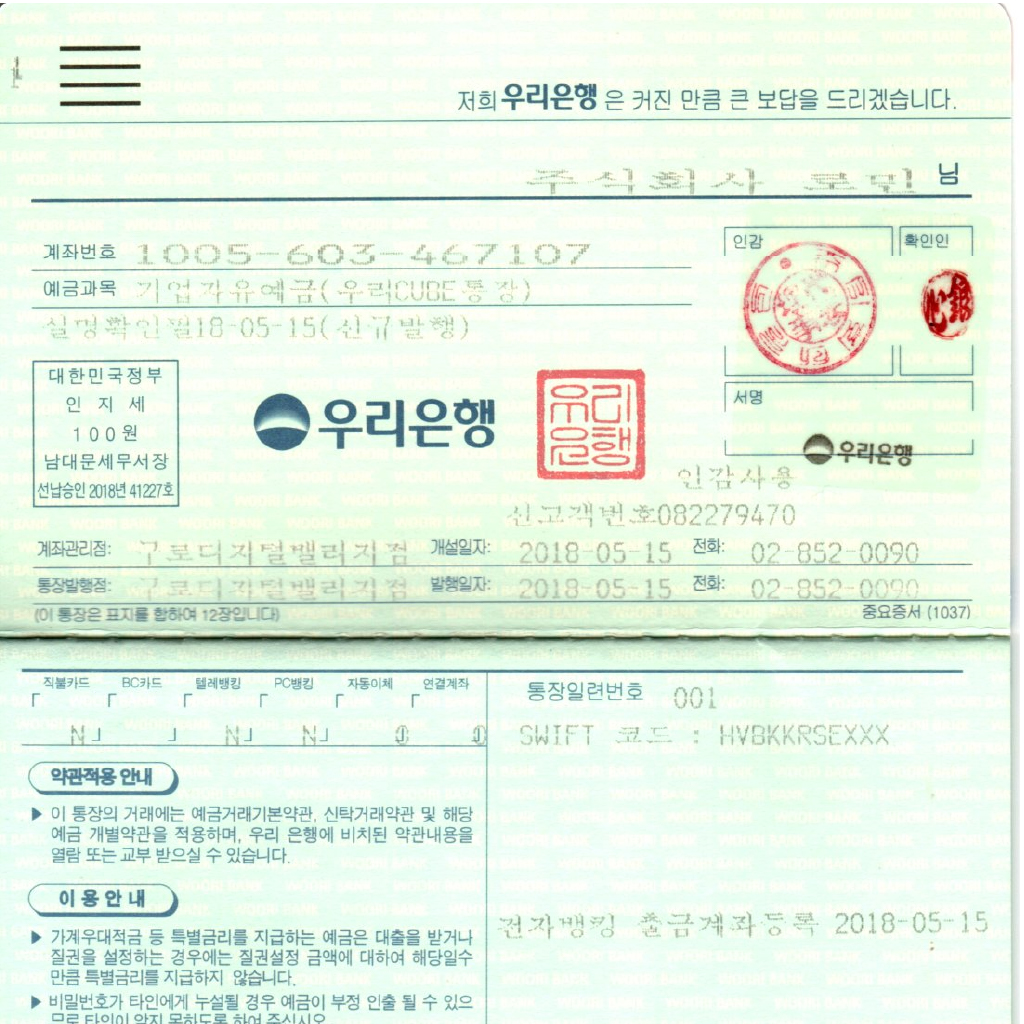 저희 우리은행 은 커진 만큼 큰 보답을 드리겠습니다.
주식회사 로민 님
계좌번호 1005-603-467107
예금과목 기업자유예금(우리CUBE통장)
실명확인필18-05-15(신규발행)
인감
확인인
서명
대한민국정부
인 지 세
100원
남대문세무서장
선납승인 2018년 41227호
우리은행
우리은행
우리은행
인감사용
신고객번호082279470
계좌관리점: 구로디지털밸리지점 개설일자: 2018-05-15 전화: 02-852-0090
통장발행점: 구로디지털밸리지점 발행일자: 2018-05-15 전화: 02-852-0090
(이 통장은 표지를 합하여 12장입니다) 중요증서 (1037)
직불카드 BC카드 텔레뱅킹 PC뱅킹 자동이체 연결계좌
N N N 0 0
통장일련번호 001
SWIFT 코드 : HVBKKRSEXXX
약관적용 안내
▶ 이 통장의 거래에는 예금거래기본약관, 신탁거래약관 및 해당
예금 개별약관을 적용하며, 우리 은행에 비치된 약관내용을
열람 또는 교부 받으실 수 있습니다.
이 용 안 내
▶ 가계우대적금 등 특별금리를 지급하는 예금은 대출을 받거나
질권을 설정하는 경우에는 질권설정 금액에 대하여 해당일수
만큼 특별금리를 지급하지 않습니다.
▶ 비밀번호가 타인에게 누설될 경우 예금이 부정 인출 될 수 있으
므로 타인이 알지 못하도록 하여 주십시오.
전자뱅킹 출금계좌등록 2018-05-15